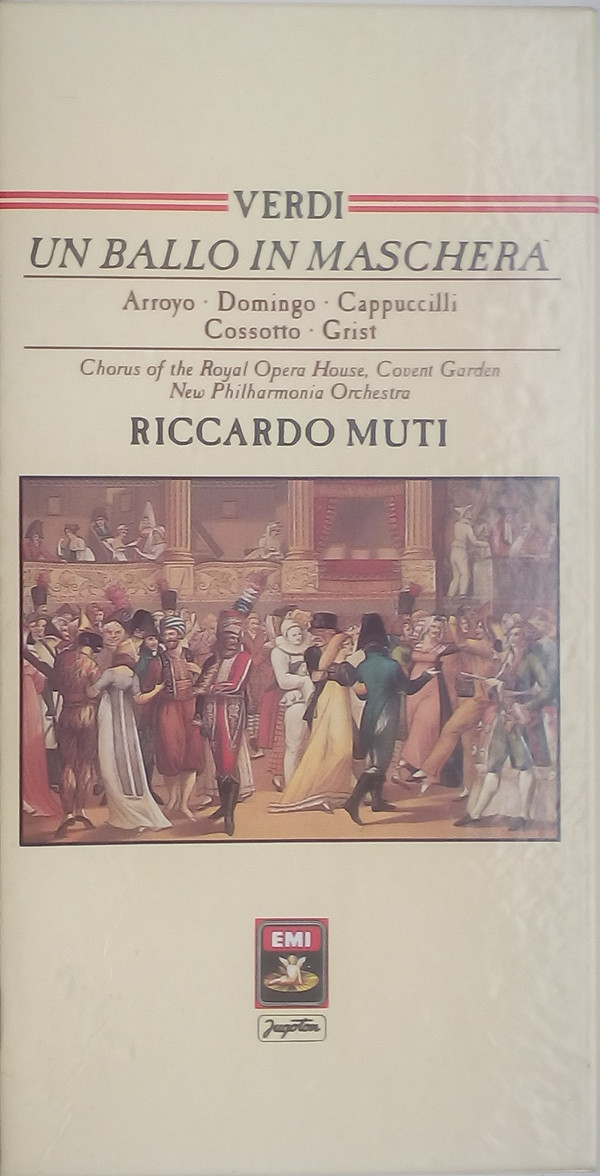 VERDI
UN BALLO IN MASCHERA
Arroyo · Domingo · Cappuccilli
Cossotto · Grist
Chorus of the Royal Opera House, Covent Garden
New Philharmonia Orchestra
RICCARDO MUTI
EMI
Jugoton